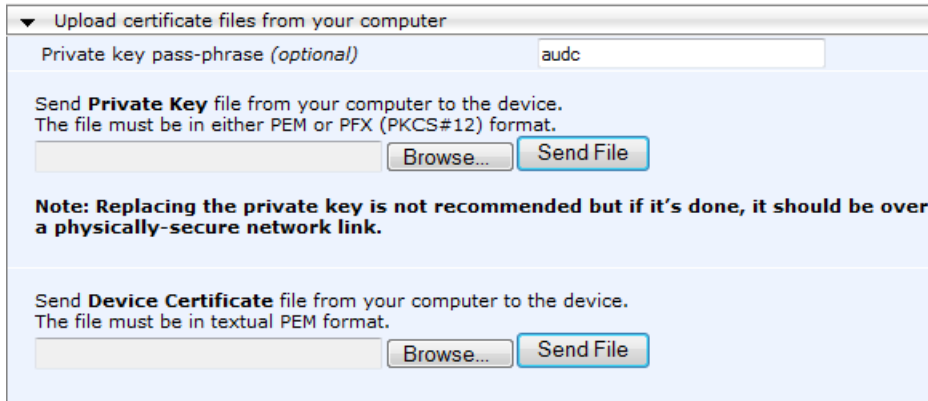 Upload certificate files from your computer
Private key pass-phrase (optional) audc
Send Private Key file from your computer to the device.
The file must be in either PEM or PFX (PKCS#12) format.
Browse... Send File
Note: Replacing the private key is not recommended but if it's done, it should be over
a physically-secure network link.
Send Device Certificate file from your computer to the device.
The file must be in textual PEM format.
Browse... Send File